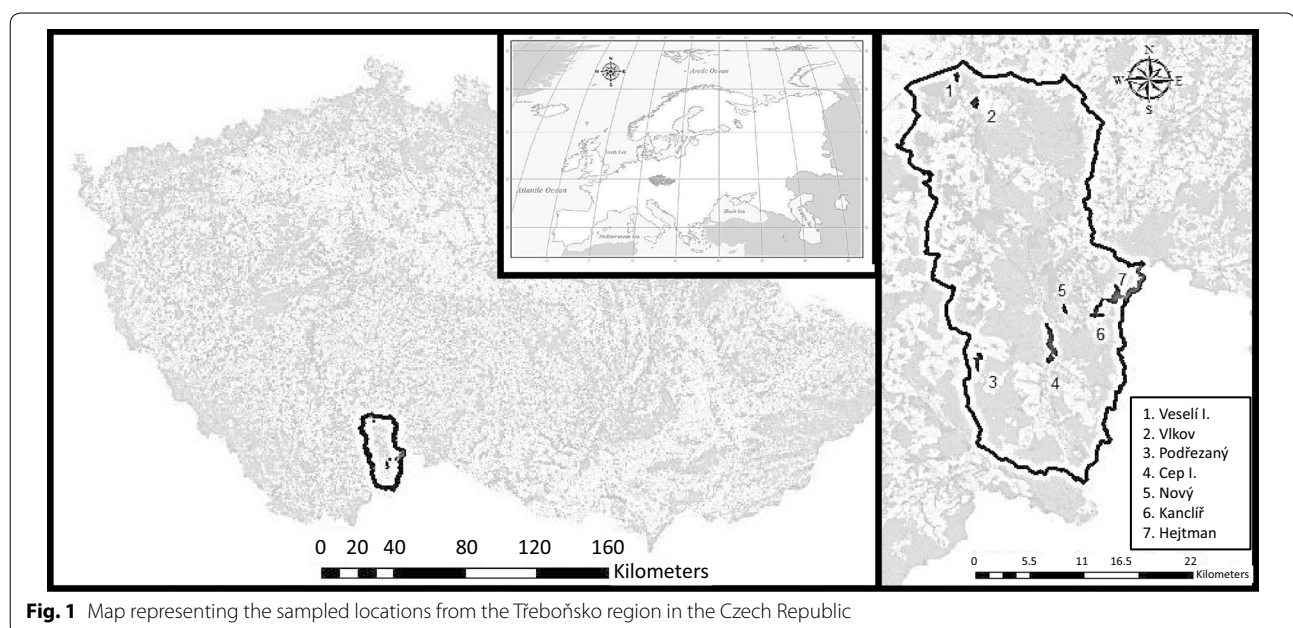 N
W E
S
Arctic Ocean
North Sea
Atlantic Ocean
Black Sea
Mediterranean Sea
0 20 40 80 120 160
Kilometers
N
W E
S
1
2
5
7
6
3
4
1. Veselí I.
2. Vlkov
3. Podřezaný
4. Cep I.
5. Nový
6. Kanclíř
7. Hejtman
0 5.5 11 16.5 22
Kilometers
Fig. 1 Map representing the sampled locations from the Třeboňsko region in the Czech Republic